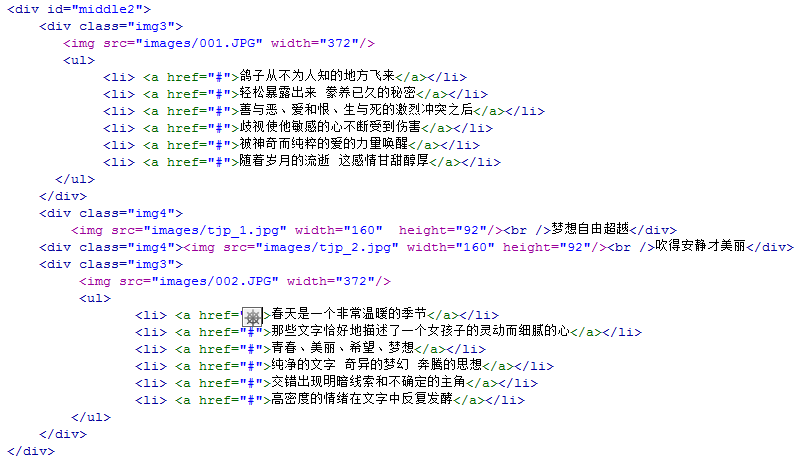 <div id="middle2">
<div class="img3">
<img src="images/001.JPG" width="372"/>
<ul>
<li> <a href="#">鸽子从不为人知的地方飞来</a></li>
<li> <a href="#">轻松暴露出来 豢养已久的秘密</a></li>
<li> <a href="#">善与恶、爱和恨、生与死的激烈冲突之后</a></li>
<li> <a href="#">歧视使他敏感的心不断受到伤害</a></li>
<li> <a href="#">被神奇而纯粹的爱的力量唤醒</a></li>
<li> <a href="#">随着岁月的流逝 这感情甘甜醇厚</a></li>
</ul>
</div>
<div class="img4">
<img src="images/tjp_1.jpg" width="160"  height="92"/><br />梦想自由超越</div>
<div class="img4"><img src="images/tjp_2.jpg" width="160" height="92"/><br />吹得安静才美丽</div>
<div class="img3">
<img src="images/002.JPG" width="372"/>
<ul>
<li> <a href=">春天是一个非常温暖的季节</a></li>
<li> <a href="#">那些文字恰好地描述了一个女孩子的灵动而细腻的心</a></li>
<li> <a href="#">青春、美丽、希望、梦想</a></li>
<li> <a href="#">纯净的文字 奇异的梦幻 奔腾的思想</a></li>
<li> <a href="#">交错出现明暗线索和不确定的主角</a></li>
<li> <a href="#">高密度的情绪在文字中反复发酵</a></li>
</ul>
</div>
</div>